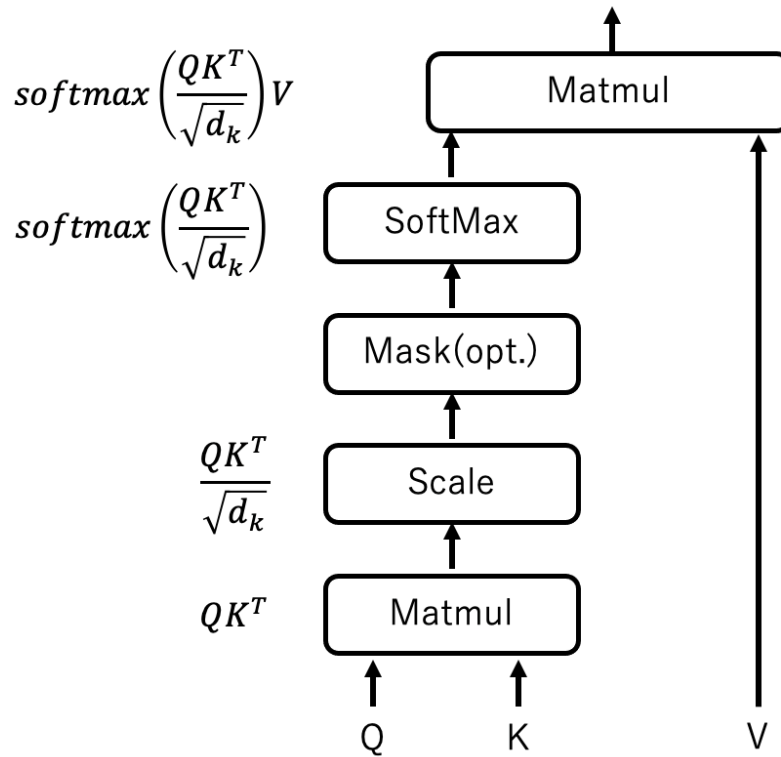 softmax(QK^T/√d_k)V
Matmul
softmax(QK^T/√d_k)
SoftMax
Mask(opt.)
QK^T/√d_k
Scale
QK^T
Matmul
Q
K
V